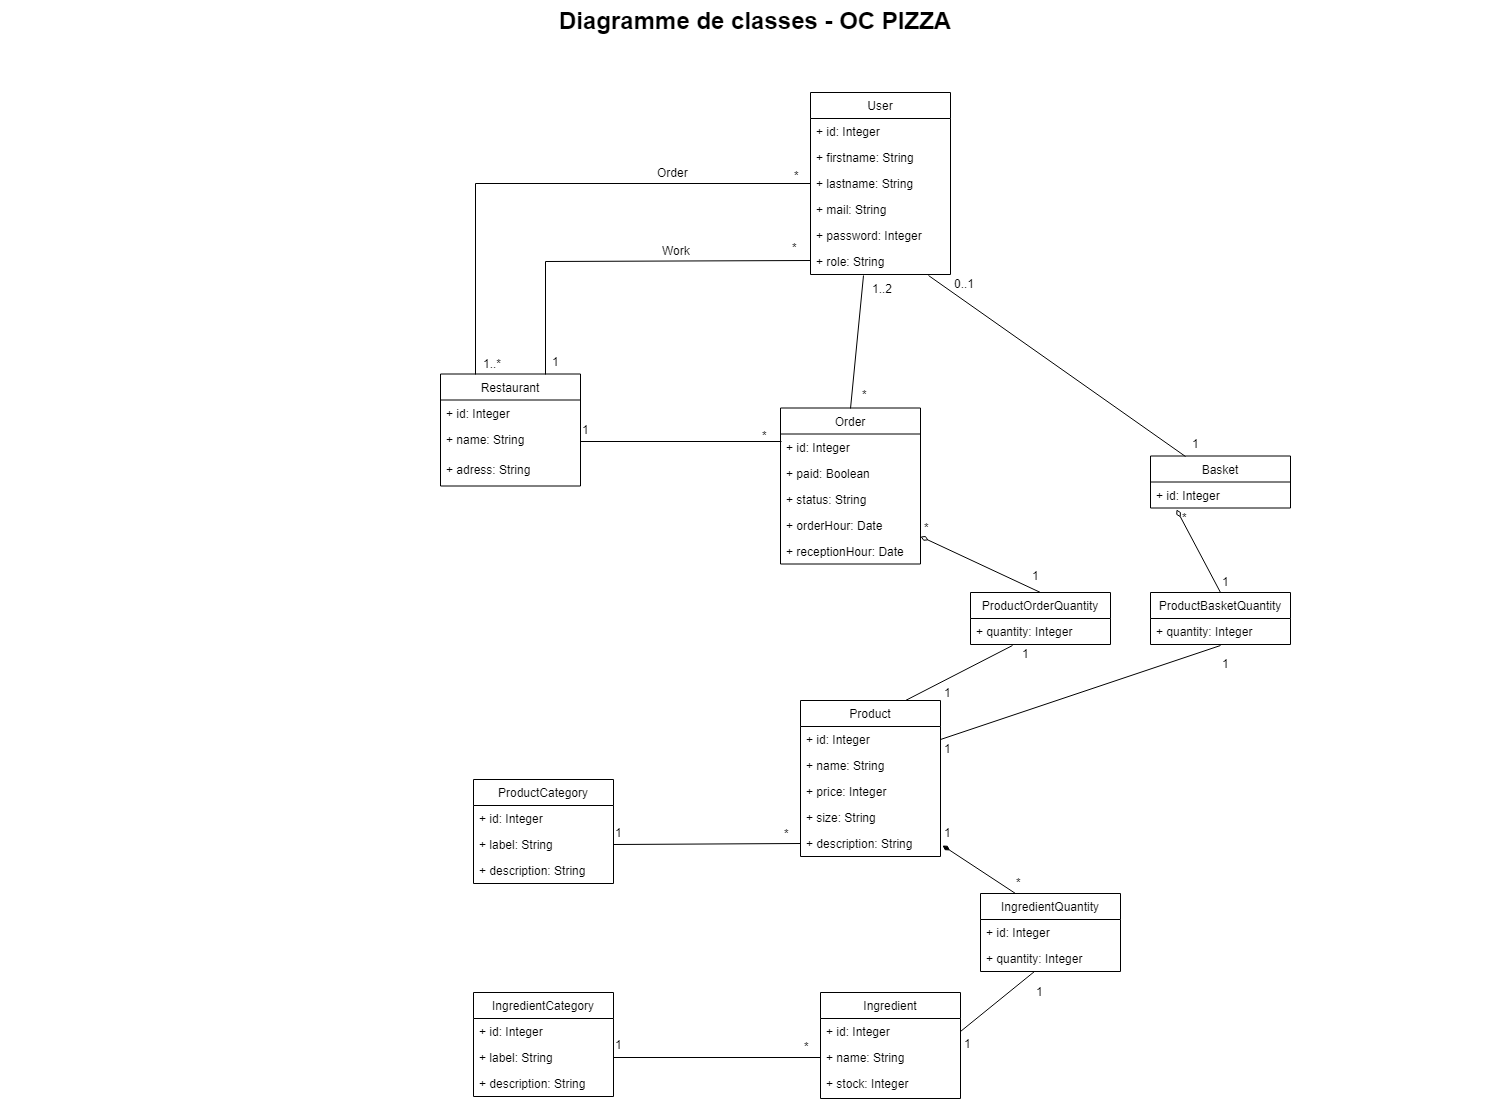 Diagramme de classes - OC PIZZA
User
+ id: Integer
+ firstname: String
+ lastname: String
+ mail: String
+ password: Integer
+ role: String
Order
*
Work
*
1..2
0..1
1..*
1
Restaurant
+ id: Integer
+ name: String
+ adress: String
1
*
*
Order
+ id: Integer
+ paid: Boolean
+ status: String
+ orderHour: Date
+ receptionHour: Date
1
Basket
+ id: Integer
*
*
1
1
ProductOrderQuantity
+ quantity: Integer
ProductBasketQuantity
+ quantity: Integer
1
1
1
1
Product
+ id: Integer
+ name: String
+ price: Integer
+ size: String
+ description: String
ProductCategory
+ id: Integer
+ label: String
+ description: String
1
*
1
*
IngredientQuantity
+ id: Integer
+ quantity: Integer
1
1
IngredientCategory
+ id: Integer
+ label: String
+ description: String
1
*
Ingredient
+ id: Integer
+ name: String
+ stock: Integer